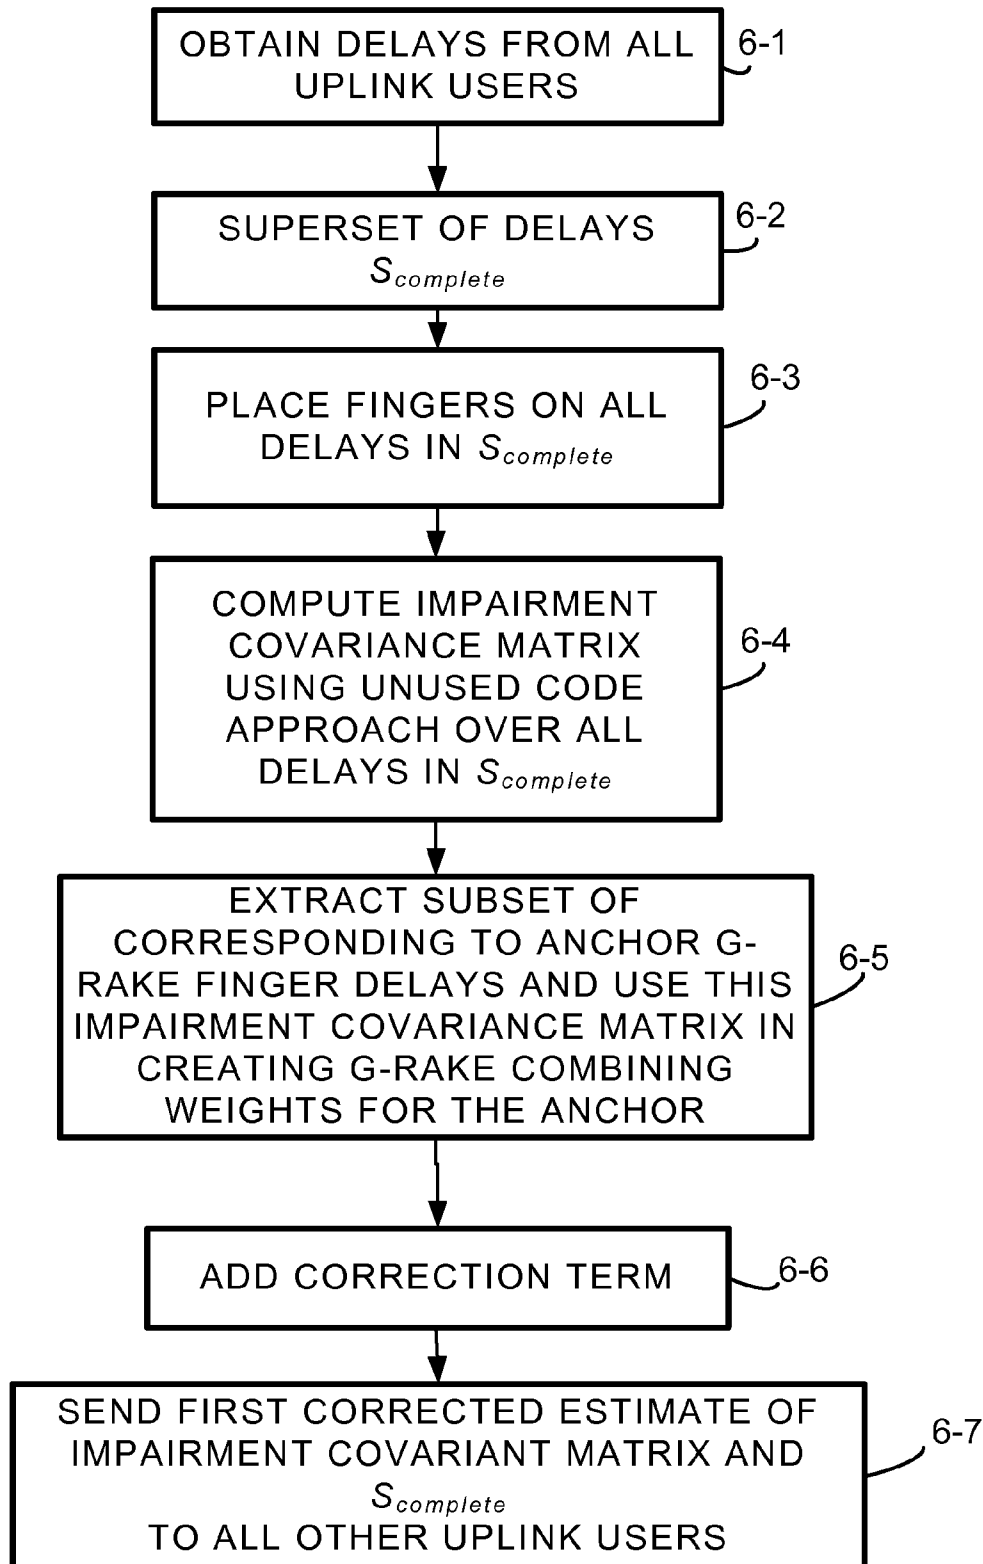 OBTAIN DELAYS FROM ALL
UPLINK USERS
6-1
SUPERSET OF DELAYS
Scomplete
6-2
PLACE FINGERS ON ALL
DELAYS IN Scomplete
6-3
COMPUTE IMPAIRMENT
COVARIANCE MATRIX
USING UNUSED CODE
APPROACH OVER ALL
DELAYS IN Scomplete
6-4
EXTRACT SUBSET OF
CORRESPONDING TO ANCHOR G-
RAKE FINGER DELAYS AND USE THIS
IMPAIRMENT COVARIANCE MATRIX IN
CREATING G-RAKE COMBINING
WEIGHTS FOR THE ANCHOR
6-5
ADD CORRECTION TERM
6-6
SEND FIRST CORRECTED ESTIMATE OF
IMPAIRMENT COVARIANT MATRIX AND
Scomplete
TO ALL OTHER UPLINK USERS
6-7